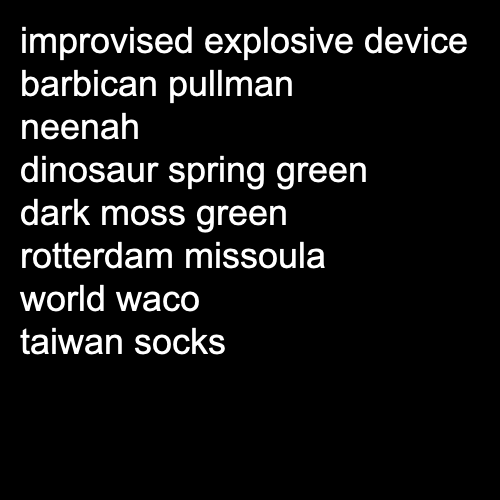 improvised explosive device
barbican pullman
neenah
dinosaur spring green
dark moss green
rotterdam missoula
world waco
taiwan socks